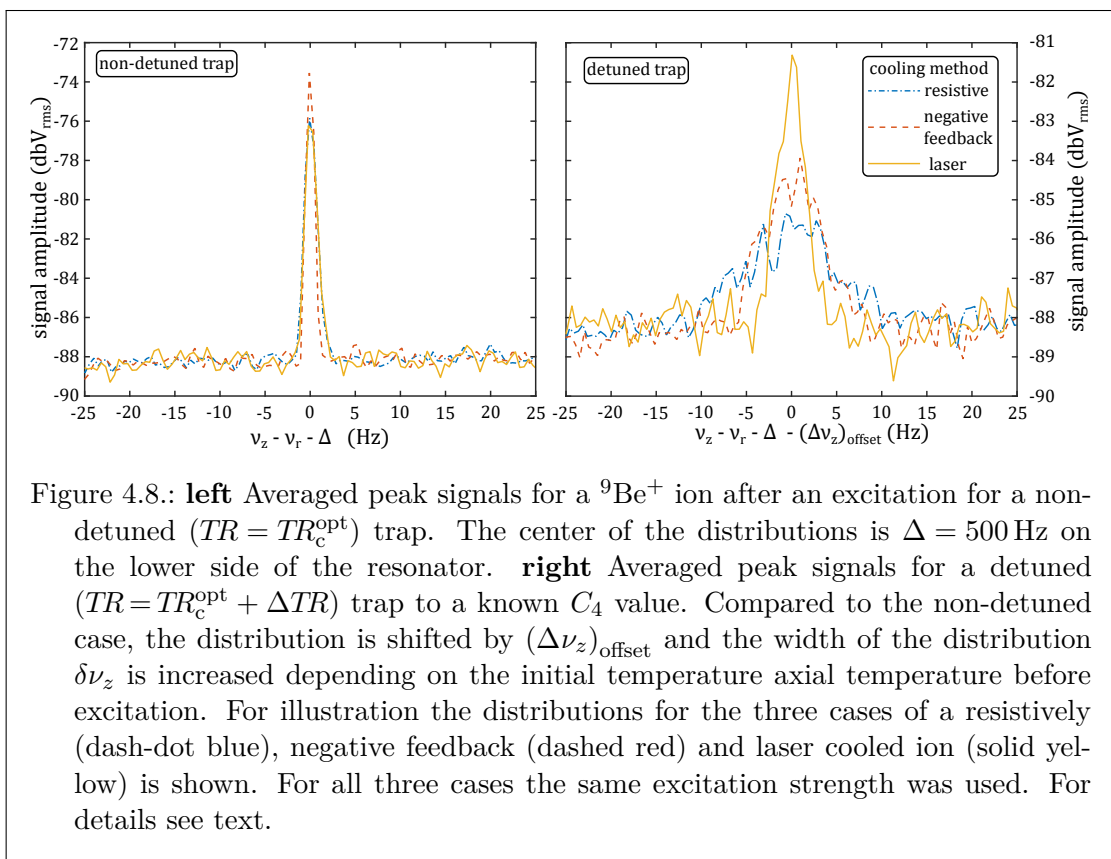 -72
-74
-76
-78
-80
-82
-84
-86
-88
-90
signal amplitude (dbV_rms)
non-detuned trap
-25 -20 -15 -10 -5 0 5 10 15 20 25
ν_z - ν_r - Δ (Hz)
detuned trap
cooling method
resistive
negative
feedback
laser
-81
-82
-83
-84
-85
-86
-87
-88
-89
-90
signal amplitude (dbV_rms)
-25 -20 -15 -10 -5 0 5 10 15 20 25
ν_z - ν_r - Δ - (Δν_z)_offset (Hz)
Figure 4.8.: left Averaged peak signals for a ⁹Be⁺ ion after an excitation for a non-
detuned (TR = TR_c^opt) trap. The center of the distributions is Δ = 500 Hz on
the lower side of the resonator. right Averaged peak signals for a detuned
(TR = TR_c^opt + ΔTR) trap to a known C₄ value. Compared to the non-detuned
case, the distribution is shifted by (Δν_z)_offset and the width of the distribution
δν_z is increased depending on the initial temperature axial temperature before
excitation. For illustration the distributions for the three cases of a resistively
(dash-dot blue), negative feedback (dashed red) and laser cooled ion (solid yel-
low) is shown. For all three cases the same excitation strength was used. For
details see text.